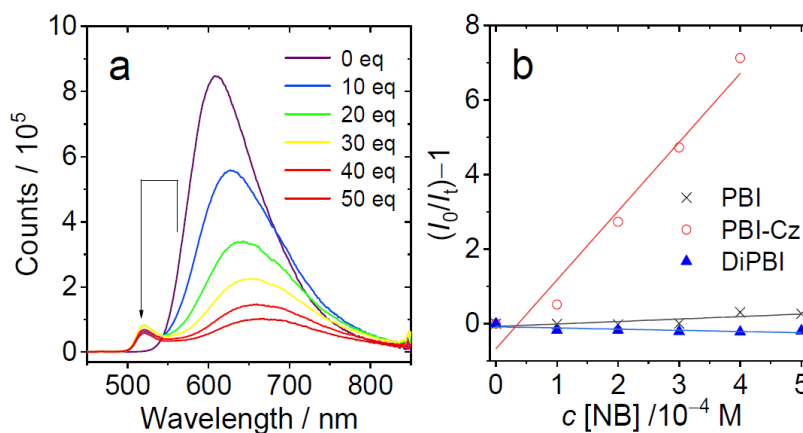 a
Counts / 10⁵
10
8
6
4
2
0
0 eq
10 eq
20 eq
30 eq
40 eq
50 eq
500
600
700
800
Wavelength / nm
b
(I₀/Iₜ)−1
8
6
4
2
0
PBI
PBI-Cz
DiPBI
0
1
2
3
4
5
c [NB] /10⁻⁴ M